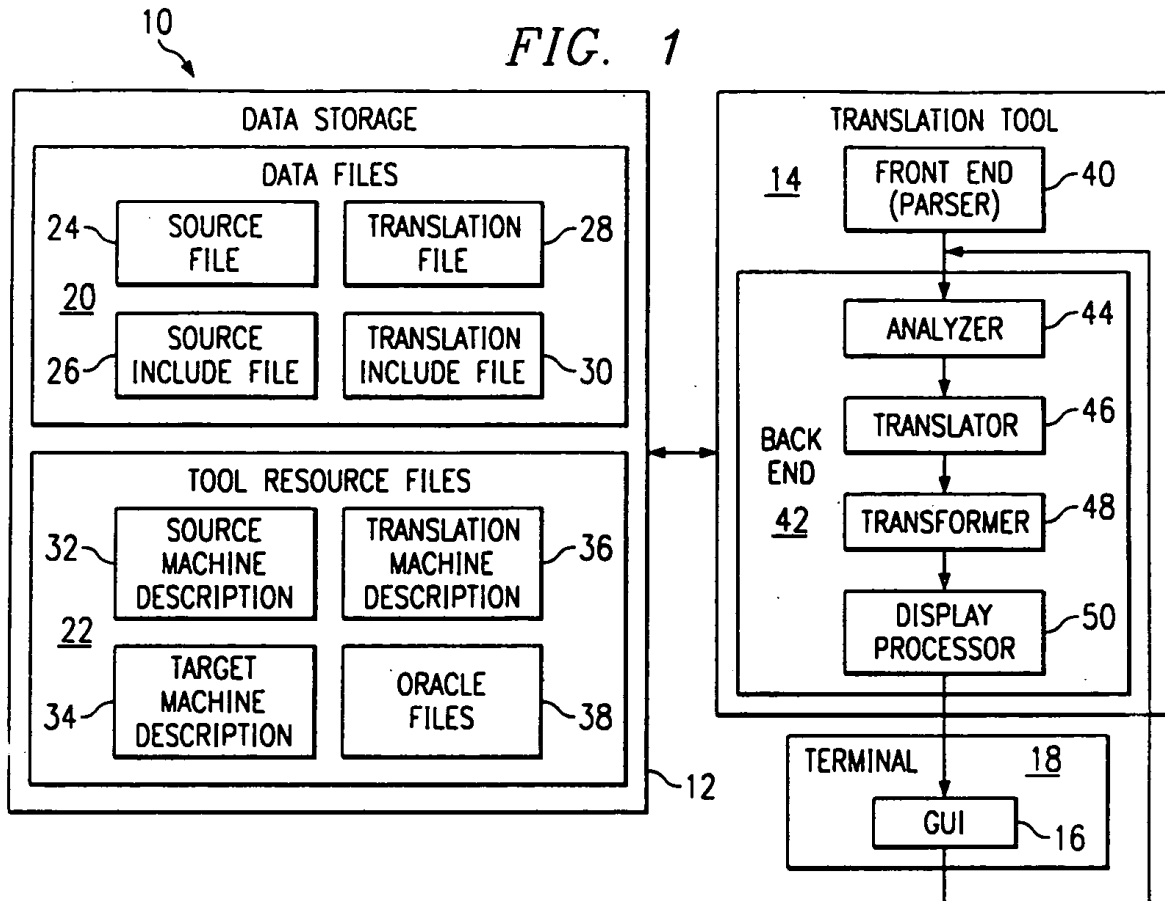 10
FIG. 1
DATA STORAGE
DATA FILES
24
SOURCE
FILE
TRANSLATION
FILE
28
20
26
SOURCE
INCLUDE FILE
TRANSLATION
INCLUDE FILE
30
TOOL RESOURCE FILES
32
SOURCE
MACHINE
DESCRIPTION
TRANSLATION
MACHINE
DESCRIPTION
36
22
34
TARGET
MACHINE
DESCRIPTION
ORACLE
FILES
38
12
TRANSLATION TOOL
14
FRONT END
(PARSER)
40
ANALYZER
44
TRANSLATOR
46
BACK
END
42
TRANSFORMER
48
DISPLAY
PROCESSOR
50
TERMINAL
18
GUI
16